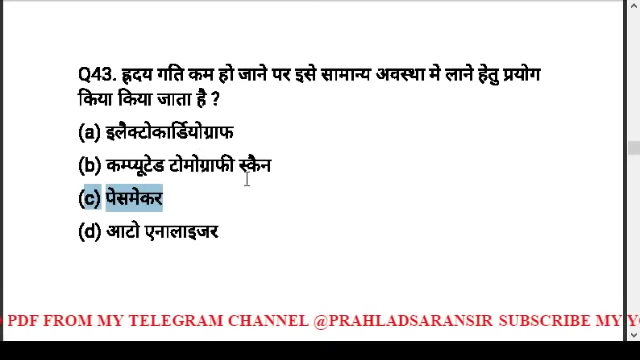 Q43. ह्रदय गति कम हो जाने पर इसे सामान्य अवस्था मे लाने हेतु प्रयोग
किया किया जाता है ?
(a) इलैक्टोकार्डियोग्राफ
(b) कम्प्यूटेड टोमोग्राफी स्कैन
(c) पेसमेकर
(d) आटो एनालाइजर
PDF FROM MY TELEGRAM CHANNEL @PRAHLADSARANSIR SUBSCRIBE MY